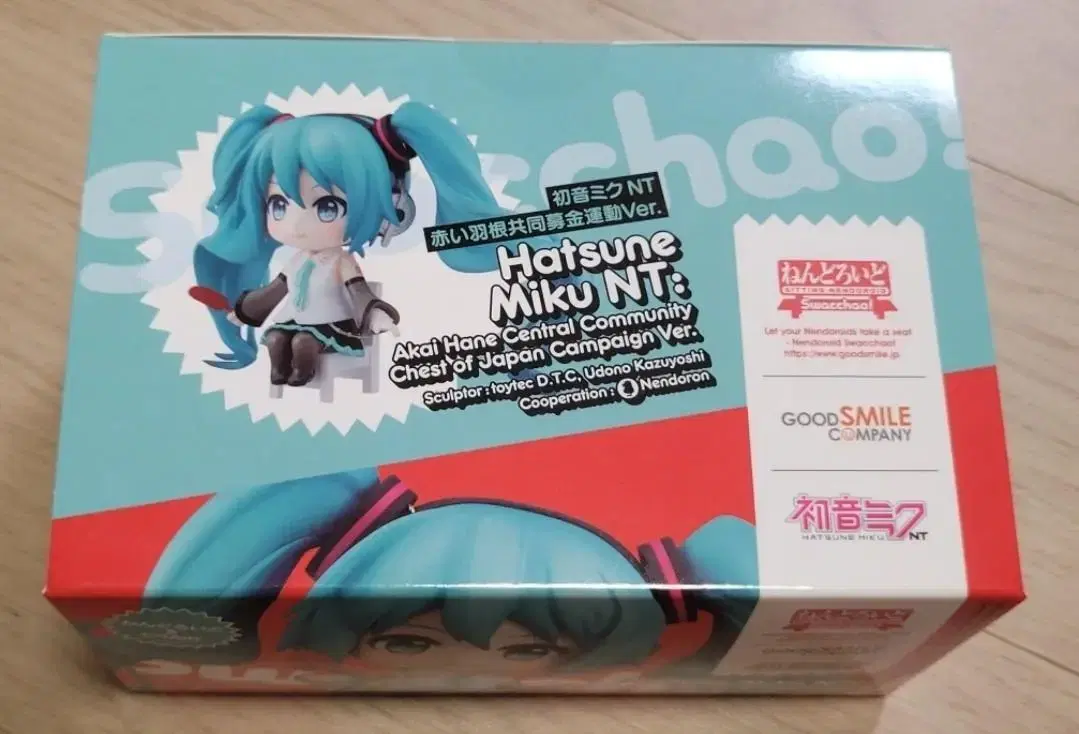 Swacchao!
初音ミク NT
赤い羽根共同募金運動Ver.
Hatsune
Miku NT:
Akai Hane Central Community
Chest of Japan Campaign Ver.
Sculptor : toytec D.T.C, Udono Kazuyoshi
Cooperation : Nendoron
ねんどろいど
SITTING NENDOROID
Swacchao!
Let your Nendoroids take a seat
- Nendoroid Swacchao!
https://www.goodsmile.jp
GOOD SMILE
COMPANY
初音ミク
HATSUNE MIKU NT